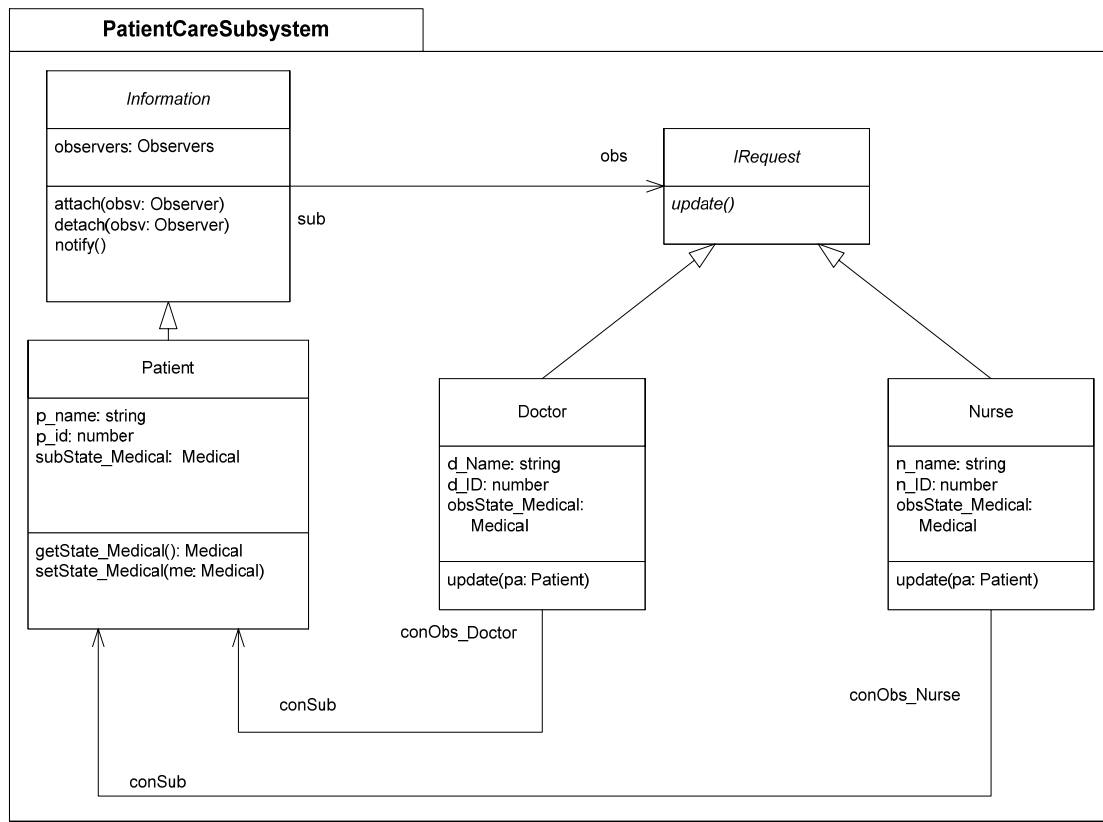 PatientCareSubsystem
Information
observers: Observers
attach(obsv: Observer)
detach(obsv: Observer)
notify()
sub
obs
IRequest
update()
Patient
p_name: string
p_id: number
subState_Medical: Medical
getState_Medical(): Medical
setState_Medical(me: Medical)
Doctor
d_Name: string
d_ID: number
obsState_Medical:
Medical
update(pa: Patient)
Nurse
n_name: string
n_ID: number
obsState_Medical:
Medical
update(pa: Patient)
conObs_Doctor
conSub
conObs_Nurse
conSub